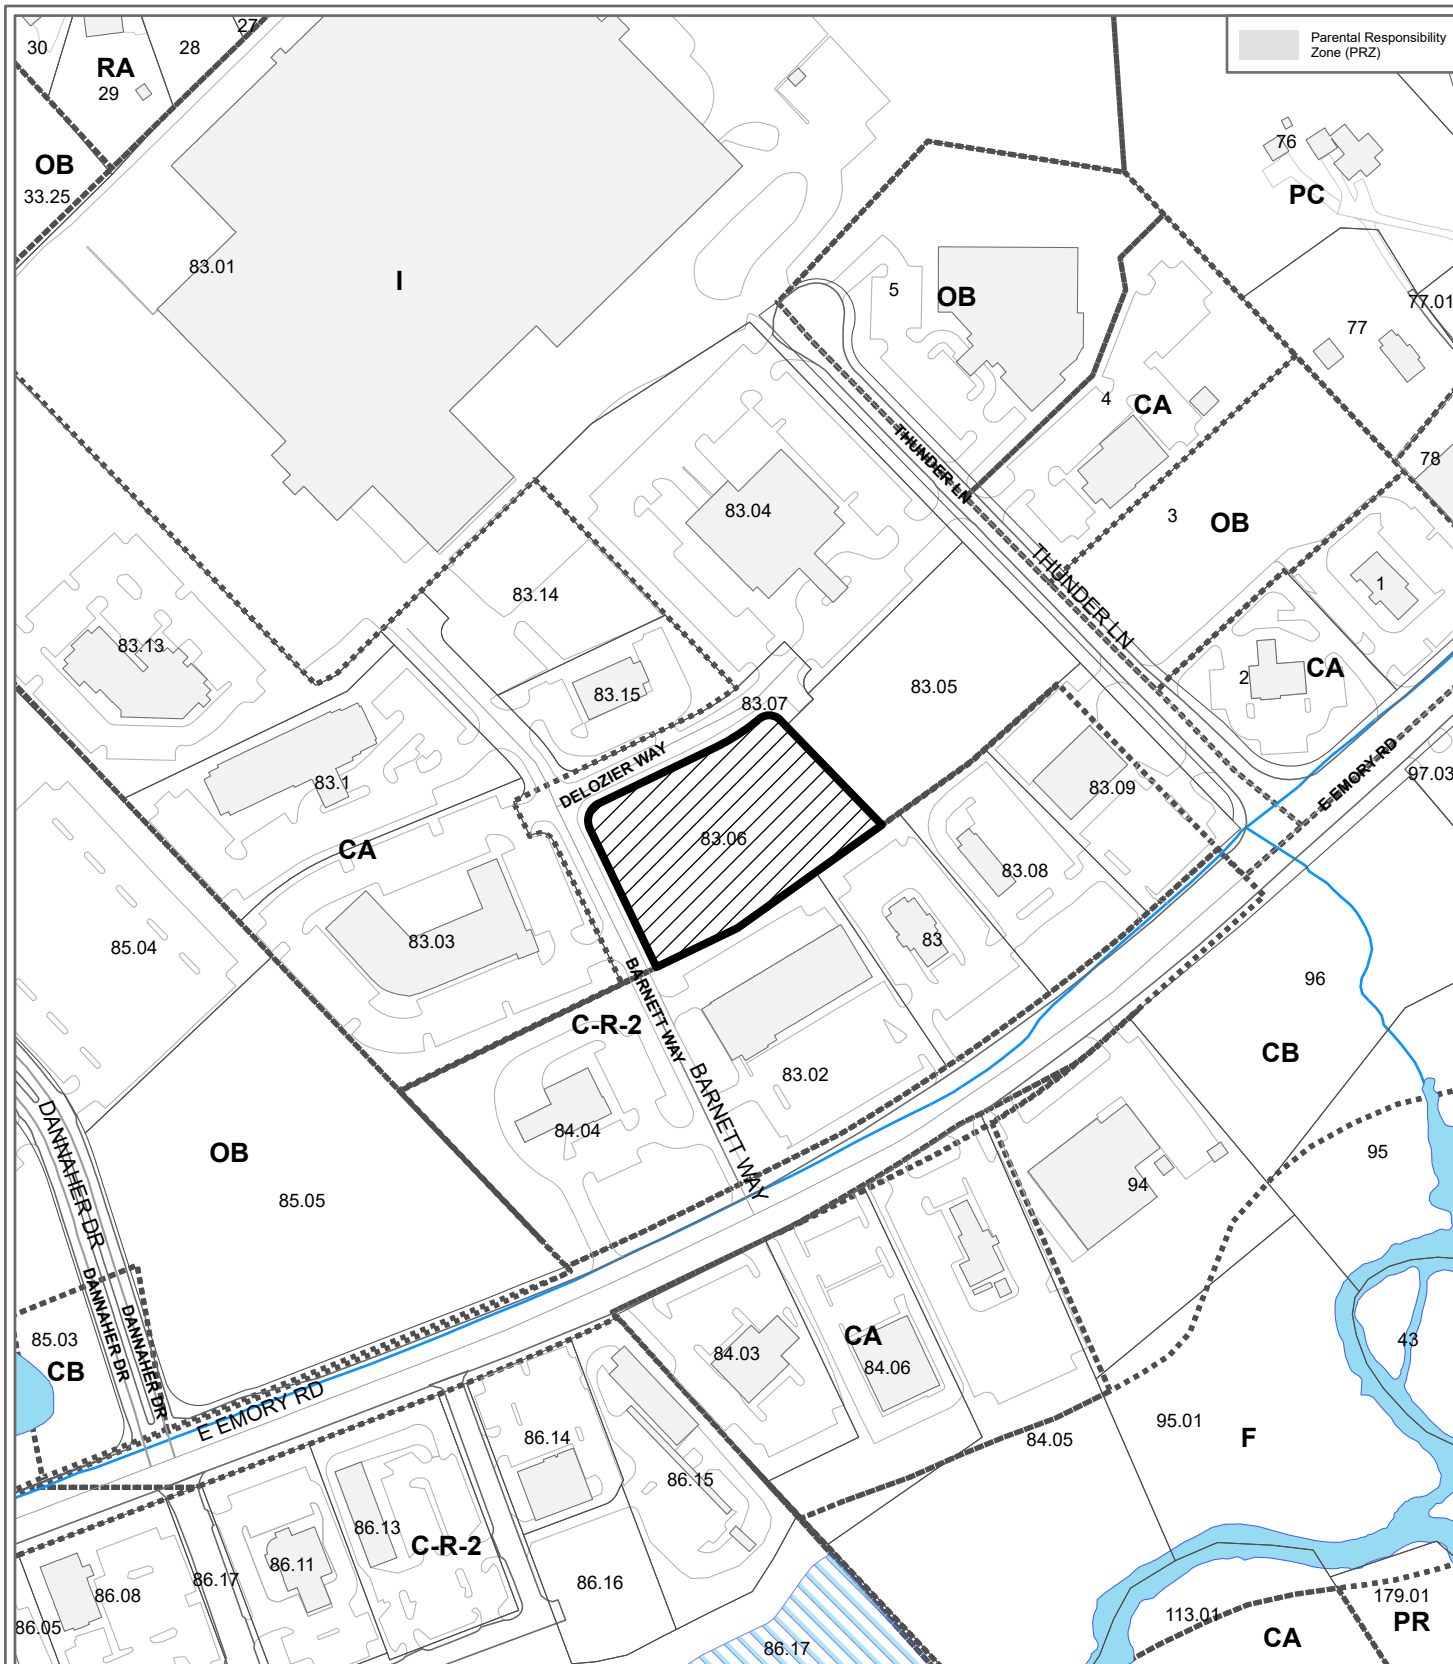 Parental Responsibility
Zone (PRZ)
30
27
28
RA
29
OB
33.25
76
PC
83.01
I
5
OB
77.01
77
4
CA
THUNDER LN
78
83.04
3
OB
THUNDER LN
83.14
1
83.13
83.15
83.05
2
CA
83.07
DELOZIER WAY
83.1
83.09
E EMORY RD
97.03
CA
83.06
83.08
83.03
83
85.04
96
BARNETT WAY
C-R-2
CB
83.02
BARNETT WAY
84.04
DANNAHER DR
OB
95
94
85.05
DANNAHER DR
DANNAHER DR
85.03
CB
43
CA
84.03
84.06
E EMORY RD
95.01
F
84.05
86.14
86.15
86.13
C-R-2
86.11
86.17
86.16
86.08
86.05
86.17
113.01
179.01
PR
CA